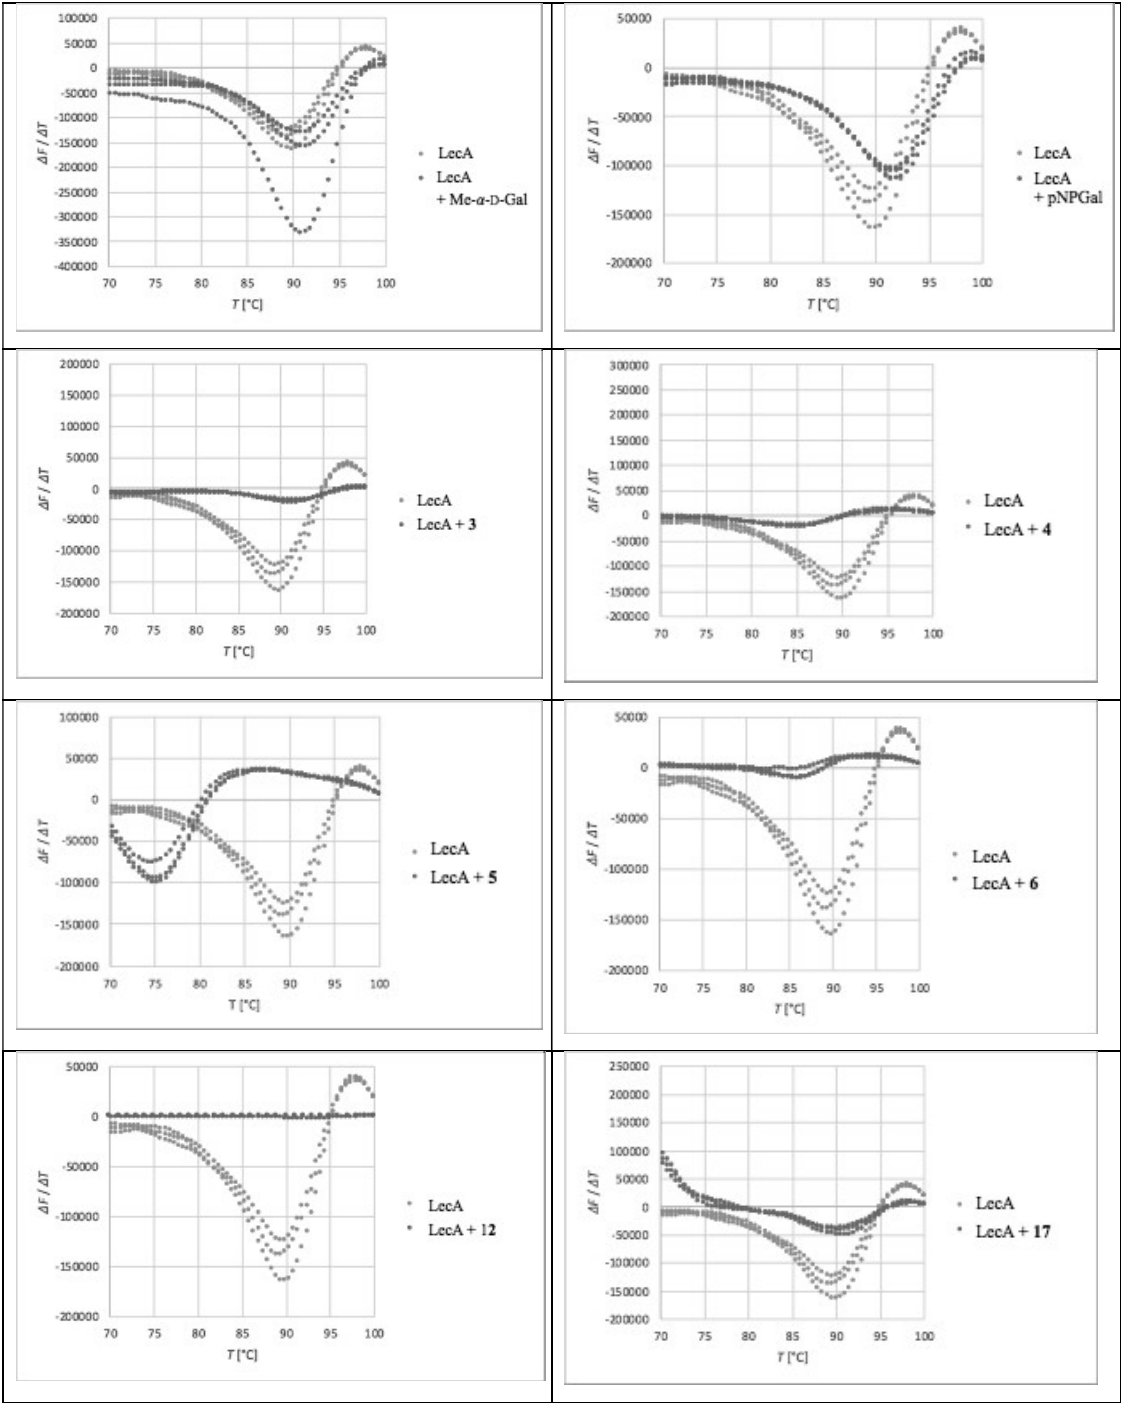 100000
50000
0
-50000
-100000
-150000
-200000
-250000
-300000
-350000
-400000
ΔF / ΔT
70 75 80 85 90 95 100
T [°C]
LecA
LecA
+ Me-α-D-Gal
50000
0
-50000
-100000
-150000
-200000
ΔF / ΔT
70 75 80 85 90 95 100
T [°C]
LecA
LecA
+ pNPGal
200000
150000
100000
50000
0
-50000
-100000
-150000
-200000
ΔF / ΔT
70 75 80 85 90 95 100
T [°C]
LecA
LecA + 3
300000
250000
200000
150000
100000
50000
0
-50000
-100000
-150000
-200000
ΔF / ΔT
70 75 80 85 90 95 100
T [°C]
LecA
LecA + 4
100000
50000
0
-50000
-100000
-150000
-200000
ΔF / ΔT
70 75 80 85 90 95 100
T [°C]
LecA
LecA + 5
50000
0
-50000
-100000
-150000
-200000
ΔF / ΔT
70 75 80 85 90 95 100
T [°C]
LecA
LecA + 6
50000
0
-50000
-100000
-150000
-200000
ΔF / ΔT
70 75 80 85 90 95 100
T [°C]
LecA
LecA + 12
250000
200000
150000
100000
50000
0
-50000
-100000
-150000
-200000
ΔF / ΔT
70 75 80 85 90 95 100
T [°C]
LecA
LecA + 17